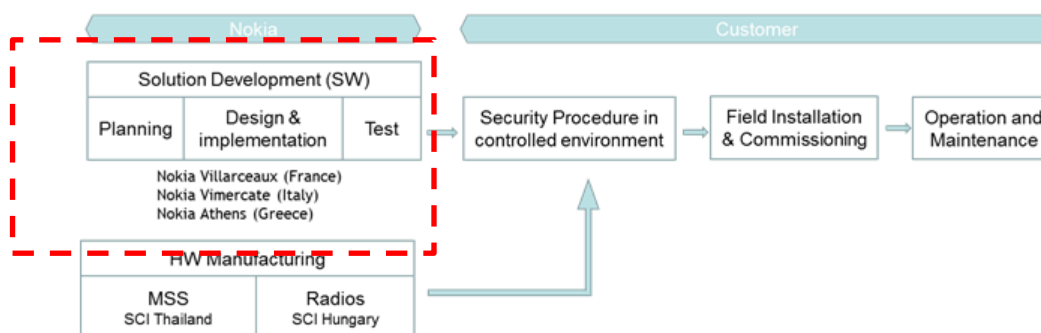 Nokia
Customer
Solution Development (SW)
Planning
Design &
implementation
Test
Nokia Villarceaux (France)
Nokia Vimercate (Italy)
Nokia Athens (Greece)
Security Procedure in
controlled environment
Field Installation
& Commissioning
Operation and
Maintenance
HW Manufacturing
MSS
SCI Thailand
Radios
SCI Hungary